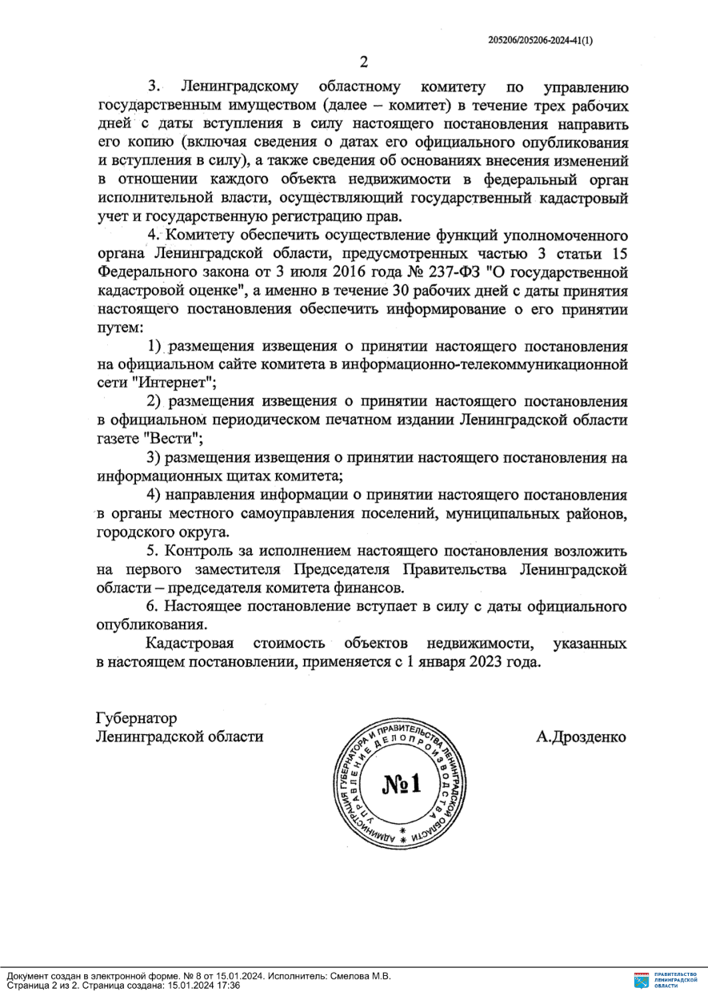 205206/205206-2024-41(1)
2
3. Ленинградскому областному комитету по управлению
государственным имуществом (далее – комитет) в течение трех рабочих
дней с даты вступления в силу настоящего постановления направить
его копию (включая сведения о датах его официального опубликования
и вступления в силу), а также сведения об основаниях внесения изменений
в отношении каждого объекта недвижимости в федеральный орган
исполнительной власти, осуществляющий государственный кадастровый
учет и государственную регистрацию прав.
4. Комитету обеспечить осуществление функций уполномоченного
органа Ленинградской области, предусмотренных частью 3 статьи 15
Федерального закона от 3 июля 2016 года № 237-ФЗ "О государственной
кадастровой оценке", а именно в течение 30 рабочих дней с даты принятия
настоящего постановления обеспечить информирование о его принятии
путем:
1) размещения извещения о принятии настоящего постановления
на официальном сайте комитета в информационно-телекоммуникационной
сети "Интернет";
2) размещения извещения о принятии настоящего постановления
в официальном периодическом печатном издании Ленинградской области
газете "Вести";
3) размещения извещения о принятии настоящего постановления на
информационных щитах комитета;
4) направления информации о принятии настоящего постановления
в органы местного самоуправления поселений, муниципальных районов,
городского округа.
5. Контроль за исполнением настоящего постановления возложить
на первого заместителя Председателя Правительства Ленинградской
области – председателя комитета финансов.
6. Настоящее постановление вступает в силу с даты официального
опубликования.
Кадастровая стоимость объектов недвижимости, указанных
в настоящем постановлении, применяется с 1 января 2023 года.
Губернатор
Ленинградской области
А.Дрозденко
АДМИНИСТРАЦИЯ ГУБЕРНАТОРА И ПРАВИТЕЛЬСТВА ЛЕНИНГРАДСКОЙ ОБЛАСТИ
УПРАВЛЕНИЕ ДЕЛОПРОИЗВОДСТВА
№1
Документ создан в электронной форме. № 8 от 15.01.2024. Исполнитель: Смелова М.В.
Страница 2 из 2. Страница создана: 15.01.2024 17:36
ПРАВИТЕЛЬСТВО
ЛЕНИНГРАДСКОЙ
ОБЛАСТИ